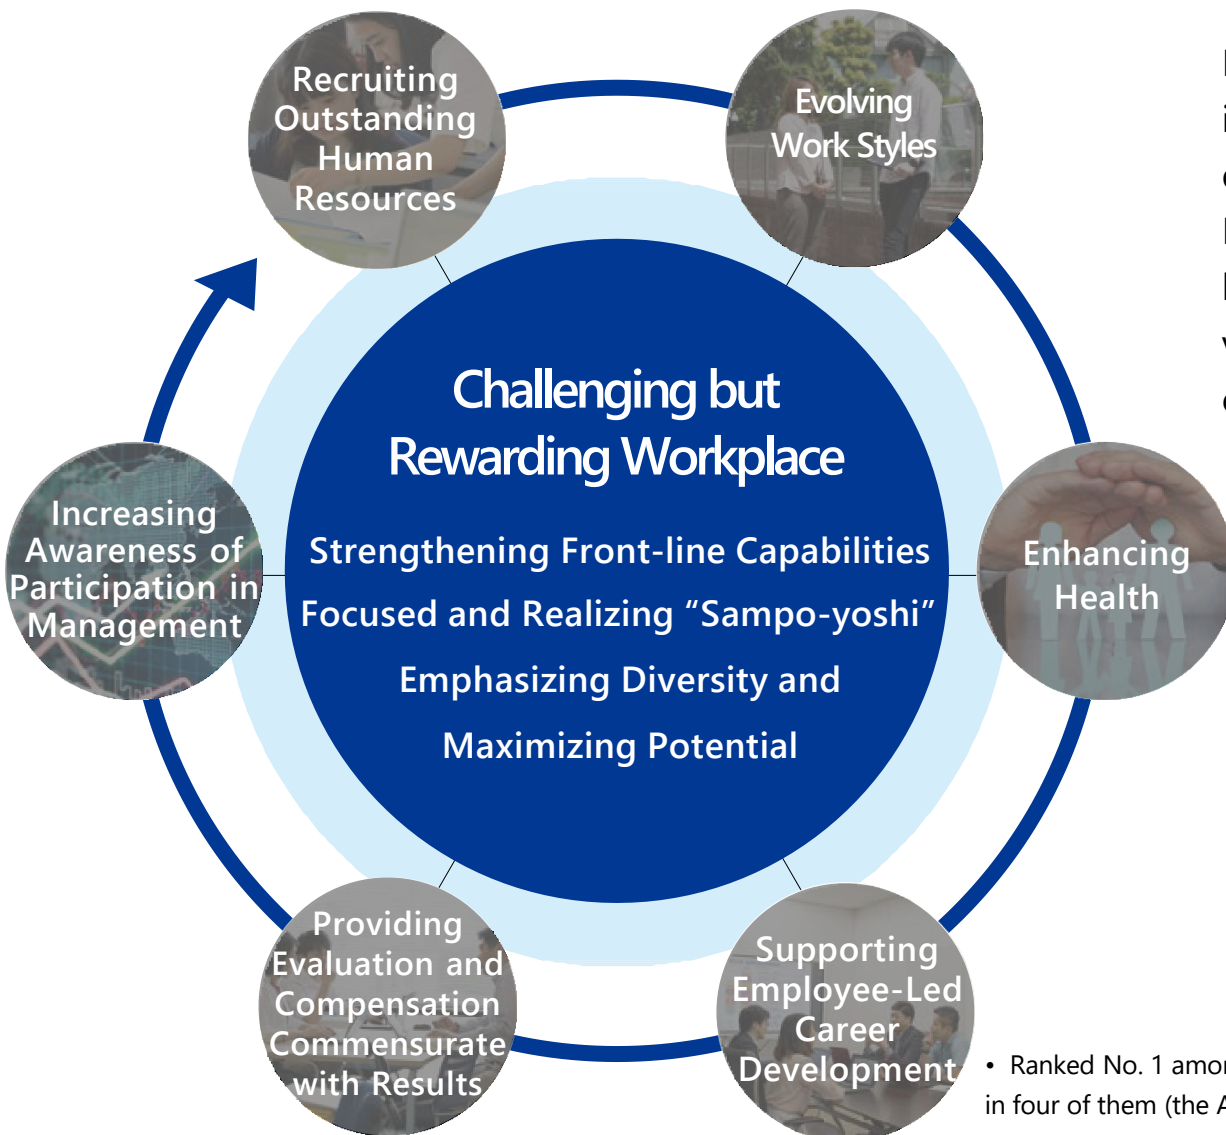 Recruiting
Outstanding
Human
Resources
Evolving
Work Styles
Challenging but
Rewarding Workplace
Strengthening Front-line Capabilities
Focused and Realizing “Sampo-yoshi”
Emphasizing Diversity and
Maximizing Potential
Increasing
Awareness of
Participation in
Management
Enhancing
Health
Providing
Evaluation and
Compensation
Commensurate
with Results
Supporting
Employee-Led
Career
Development
• Ranked No. 1
in four of them (the